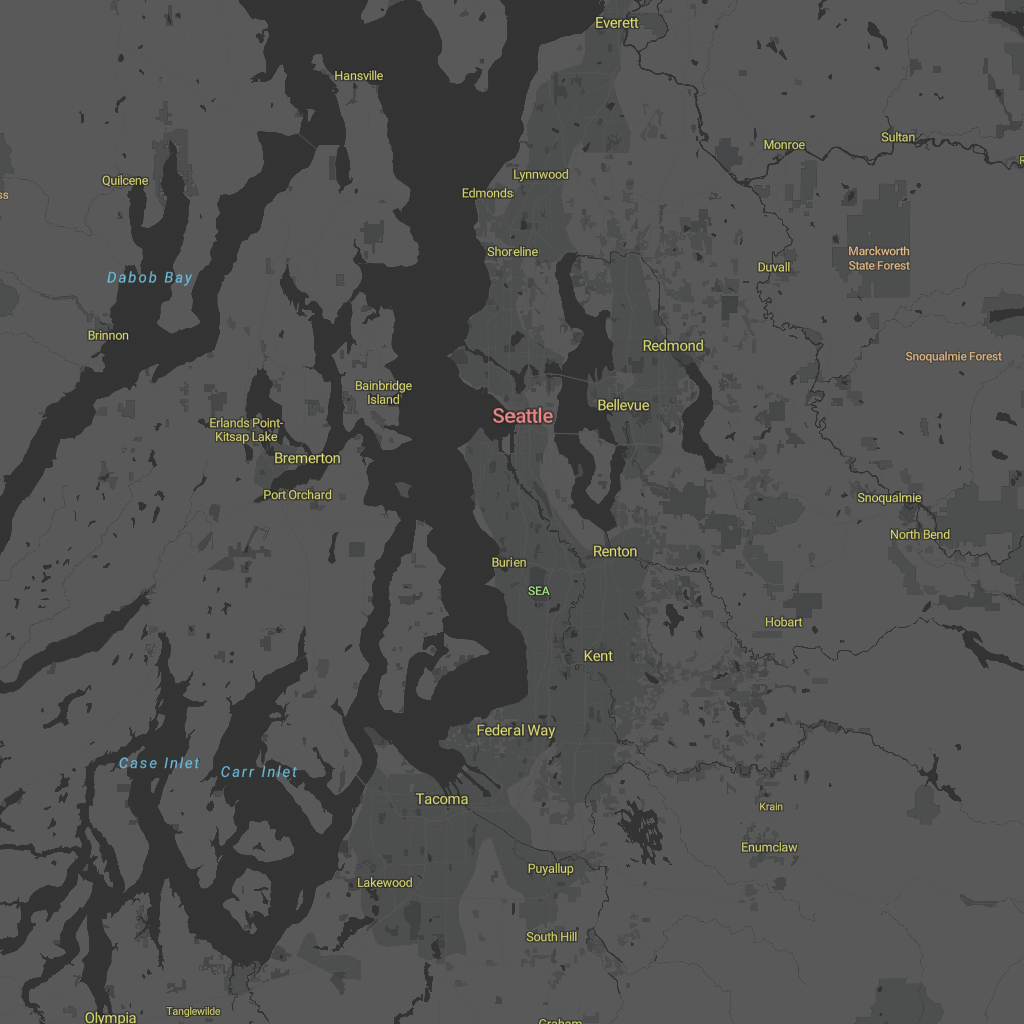 Everett
Hansville
Sultan
Monroe
Lynnwood
Quilcene
Edmonds
ss
Shoreline
Marckworth
State Forest
Duvall
Dabob Bay
Brinnon
Redmond
Snoqualmie Forest
Bainbridge
Island
Bellevue
Seattle
Erlands Point-
Kitsap Lake
Bremerton
Port Orchard
Snoqualmie
North Bend
Renton
Burien
SEA
Hobart
Kent
Federal Way
Case Inlet
Carr Inlet
Tacoma
Krain
Enumclaw
Puyallup
Lakewood
South Hill
Tanglewilde
Olympia
Graham